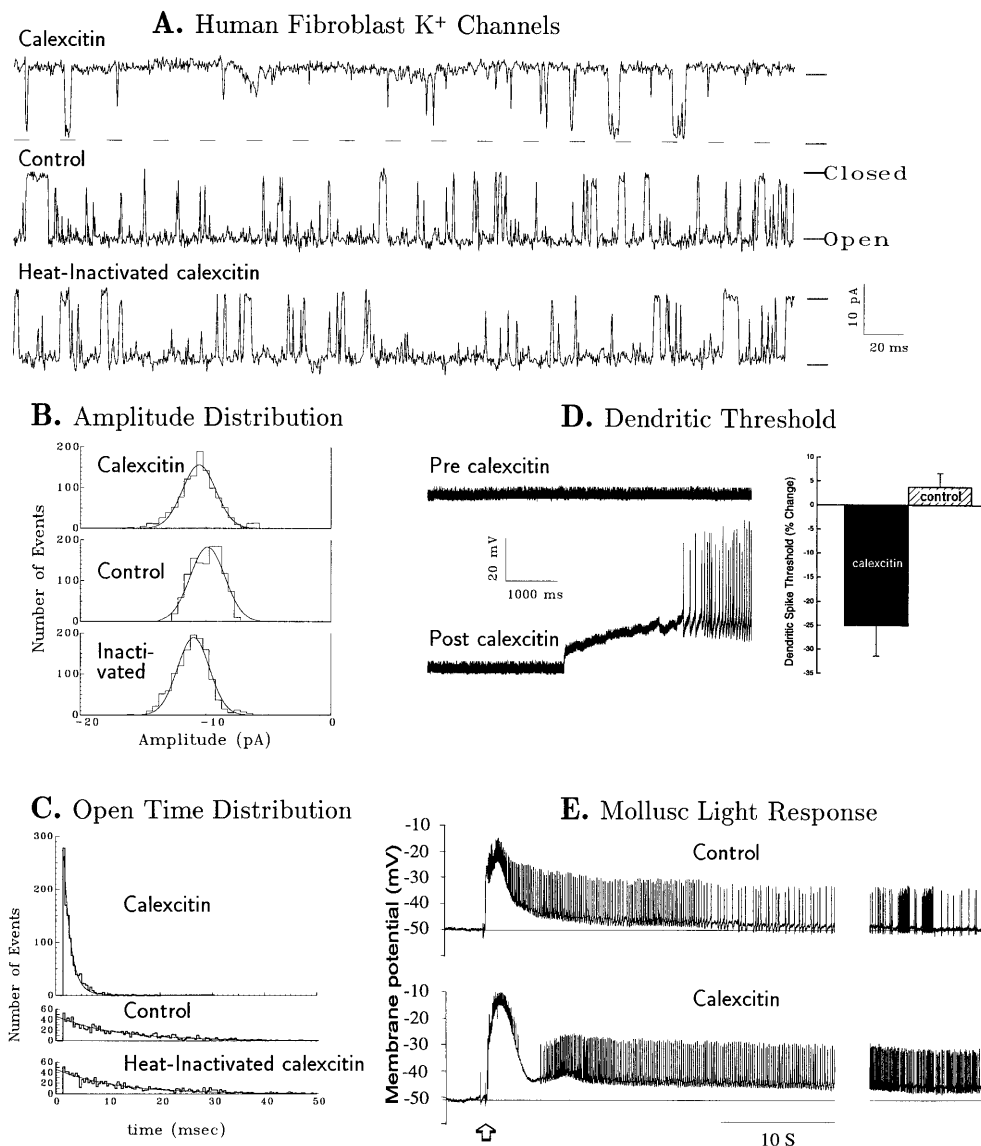 A. Human Fibroblast K+ Channels
Calexcitin
Control
Closed
Open
Heat-Inactivated calexcitin
10 pA
20 ms
B. Amplitude Distribution
Number of Events
200
100
0
Calexcitin
200
100
0
Control
200
100
0
Inacti-
vated
-20
-10
0
Amplitude (pA)
D. Dendritic Threshold
Pre calexcitin
20 mV
1000 ms
Post calexcitin
Dendritic Spike Threshold (% Change)
10
5
0
-5
-10
-15
-20
-25
-30
-35
calexcitin
control
C. Open Time Distribution
Number of Events
300
200
100
0
Calexcitin
60
40
20
0
Control
60
40
20
0
Heat-Inactivated calexcitin
0
10
20
30
40
50
time (msec)
E. Mollusc Light Response
Membrane potential (mV)
-10
-20
-30
-40
-50
Control
-10
-20
-30
-40
-50
Calexcitin
10 S